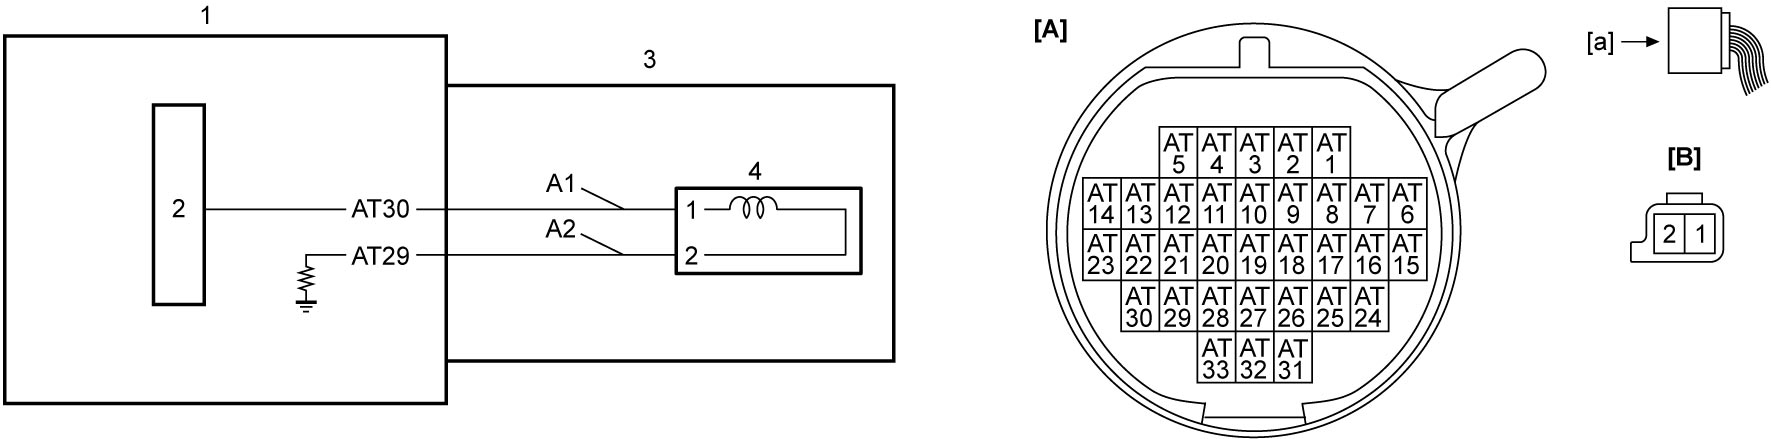 1
3
2
AT30
AT29
A1
A2
4
1
2
[A]
AT 5 AT 4 AT 3 AT 2 AT 1
AT 14 AT 13 AT 12 AT 11 AT 10 AT 9 AT 8 AT 7 AT 6
AT 23 AT 22 AT 21 AT 20 AT 19 AT 18 AT 17 AT 16 AT 15
AT 30 AT 29 AT 28 AT 27 AT 26 AT 25 AT 24
AT 33 AT 32 AT 31
[a]
[B]
2 1